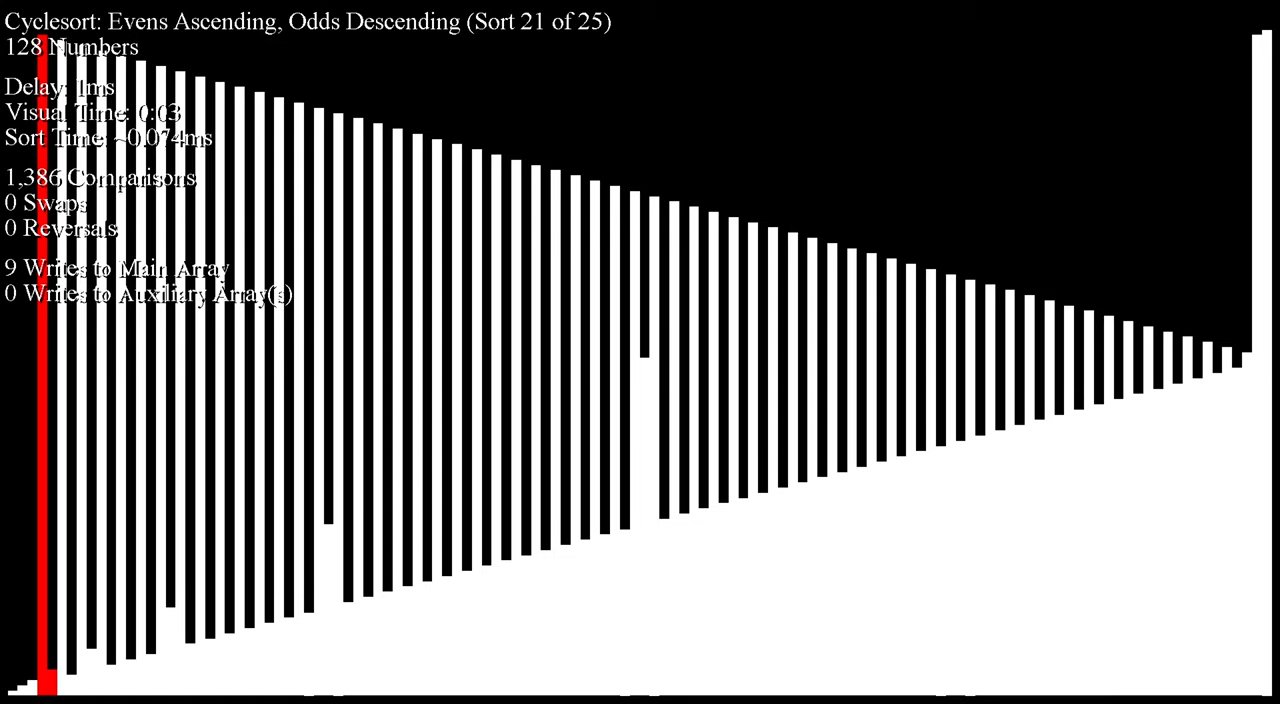 Cyclesort: Evens Ascending, Odds Descending (Sort 21 of 25)
128 Numbers
Delay: 1ms
Visual Time: 0:03
Sort Time: ~0.074ms
1,386 Comparisons
0 Swaps
0 Reversals
9 Writes to Main Array
0 Writes to Auxiliary Array(s)